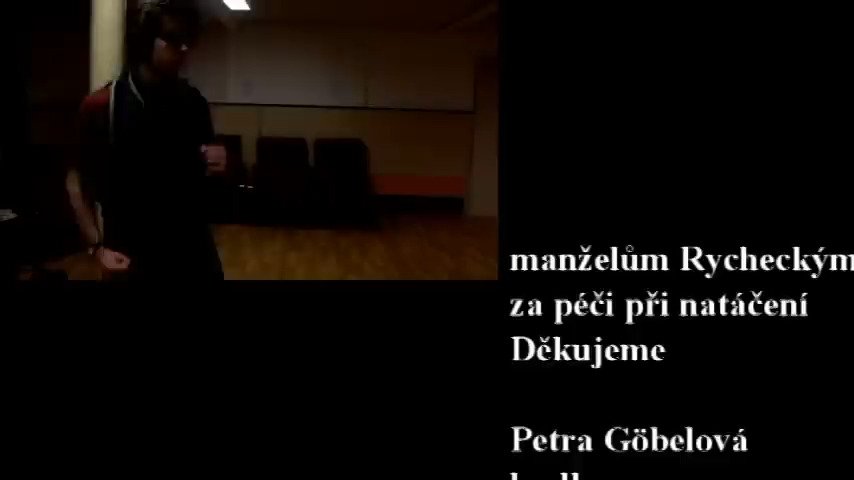 manželům Rycheckým
za péči při natáčení
Děkujeme
Petra Göbelová